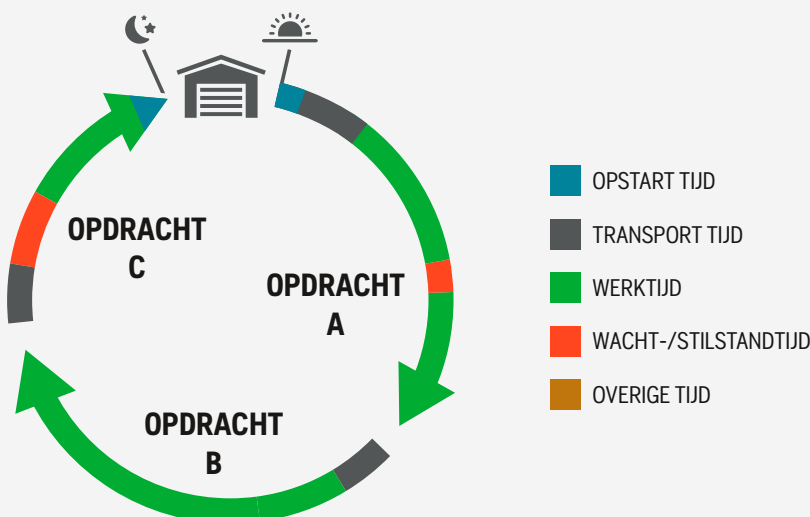 OPDRACHT
C
OPDRACHT
A
OPDRACHT
B
OPSTART TIJD
TRANSPORT TIJD
WERKTIJD
WACHT-/STILSTANDTIJD
OVERIGE TIJD